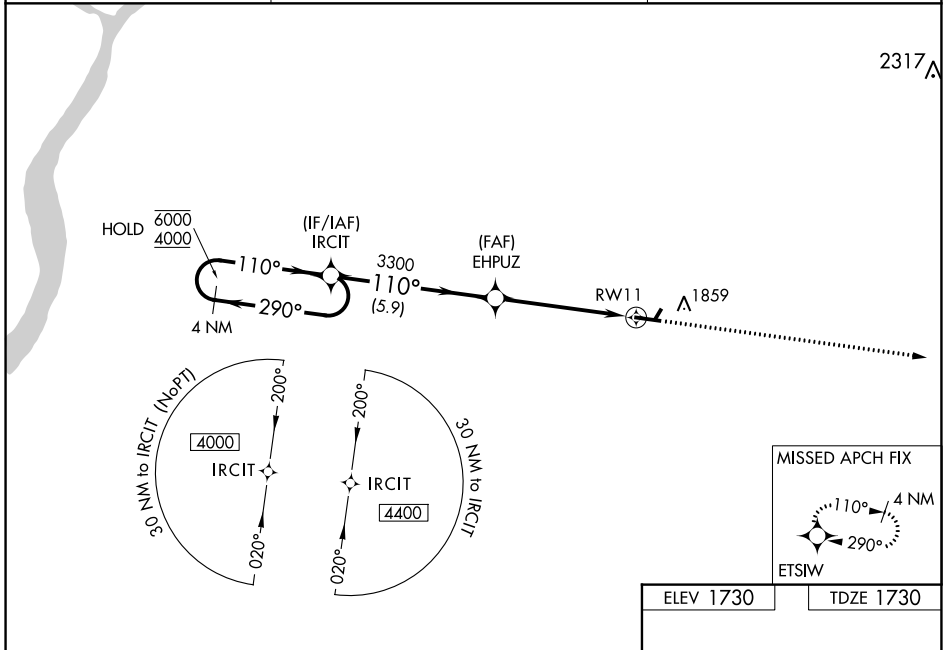 2317
HOLD 6000
4000
(IF/IAF)
IRCIT
110°
290°
4 NM
3300
110°
(5.9)
(FAF)
EHPUZ
RW11
1859
30 NM to IRCIT (NoPT)
200°
4000
IRCIT
020°
200°
30 NM to IRCIT
IRCIT
4400
020°
MISSED APCH FIX
110°
4 NM
290°
ETSIW
ELEV 1730
TDZE 1730